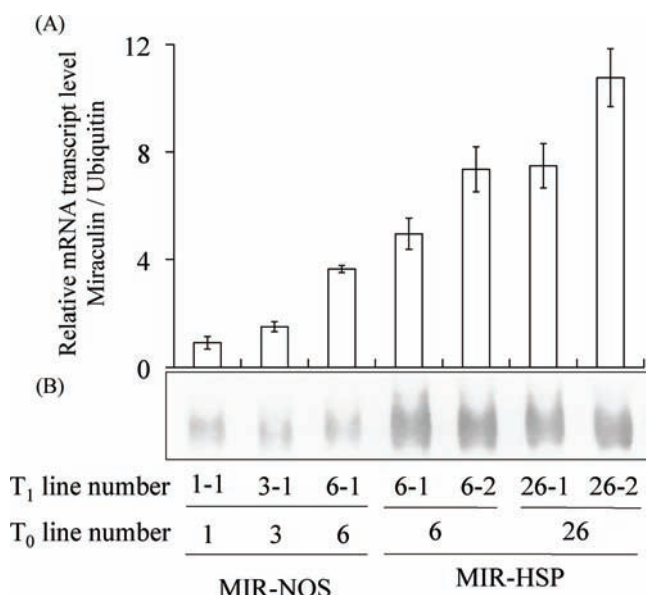 (A)
Relative mRNA transcript level
Miraculin / Ubiquitin
12
8
4
0
(B)
T₁ line number 1-1 3-1 6-1 6-1 6-2 26-1 26-2
T₀ line number 1 3 6 6 26
MIR-NOS MIR-HSP